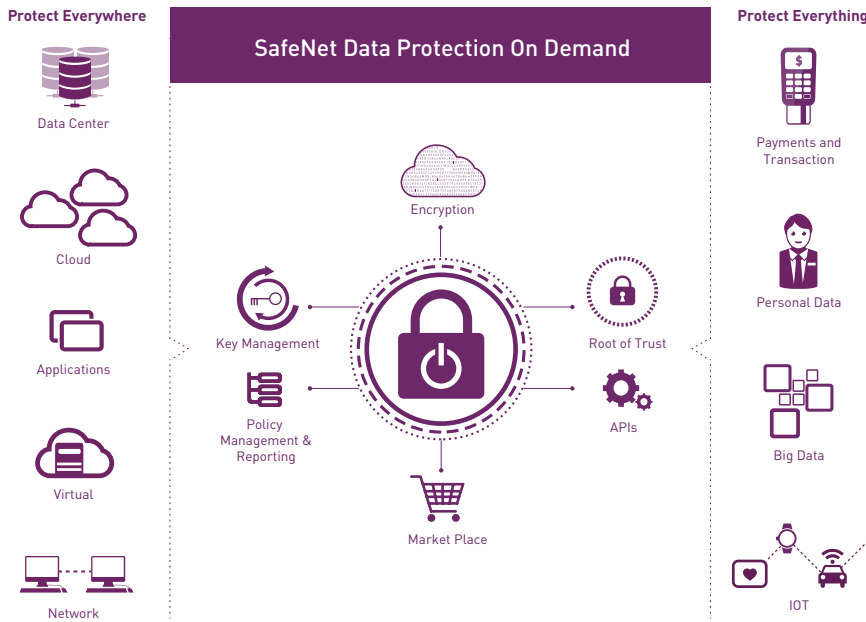 Protect Everywhere
Data Center
Cloud
Applications
Virtual
Network
SafeNet Data Protection On Demand
Encryption
Key Management
Policy
Management &
Reporting
Root of Trust
APIs
Market Place
Protect Everything
$
Payments and
Transaction
Personal Data
Big Data
IOT